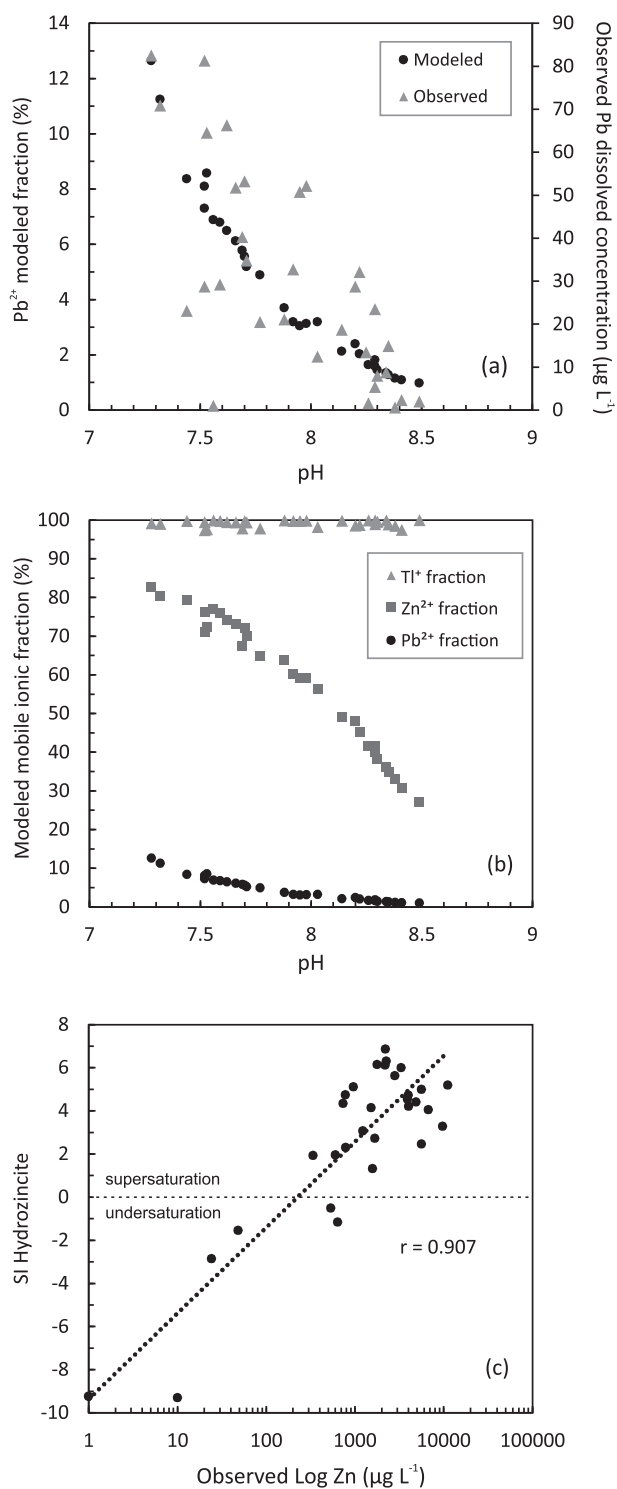 14
12
10
8
6
4
2
0
Pb2+ modeled fraction (%)
90
80
70
60
50
40
30
20
10
0
Observed Pb dissolved concentration (µg L-1)
Modeled
Observed
(a)
7 7.5 8 8.5 9
pH
100
90
80
70
60
50
40
30
20
10
0
Modeled mobile ionic fraction (%)
Tl+ fraction
Zn2+ fraction
Pb2+ fraction
(b)
7 7.5 8 8.5 9
pH
8
6
4
2
0
-2
-4
-6
-8
-10
SI Hydrozincite
supersaturation
undersaturation
r = 0.907
(c)
1 10 100 1000 10000 100000
Observed Log Zn (µg L-1)